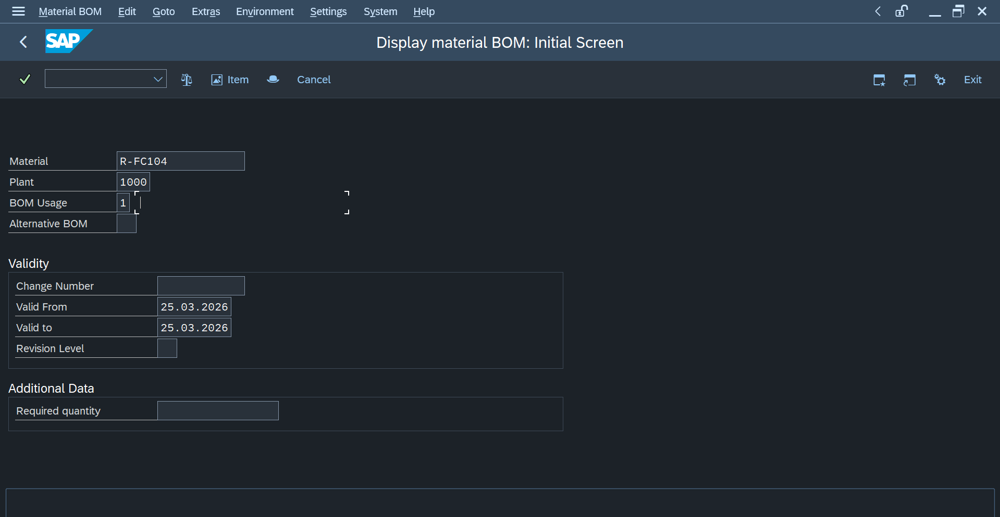 Material BOM Edit Goto Extras Environment Settings System Help
SAP Display material BOM: Initial Screen
Item Cancel Exit
Material R-FC104
Plant 1000
BOM Usage 1
Alternative BOM
Validity
Change Number
Valid From 25.03.2026
Valid to 25.03.2026
Revision Level
Additional Data
Required quantity